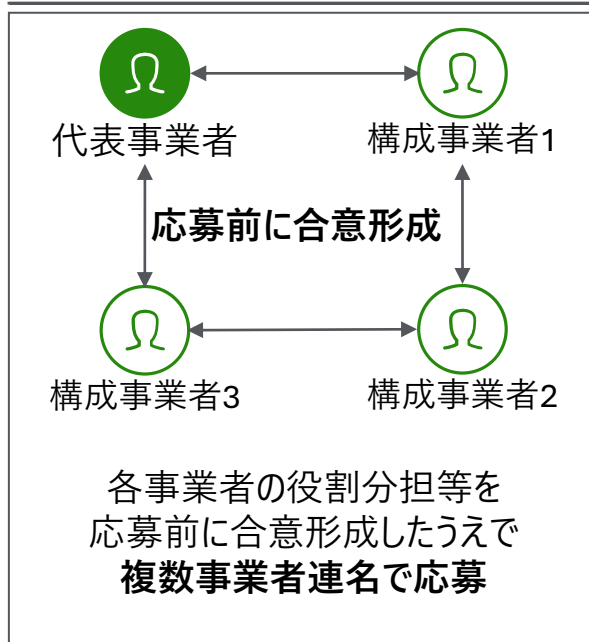 代表事業者
構成事業者1
応募前に合意形成
構成事業者3
構成事業者2
各事業者の役割分担等を
応募前に合意形成したうえで
複数事業者連名で応募